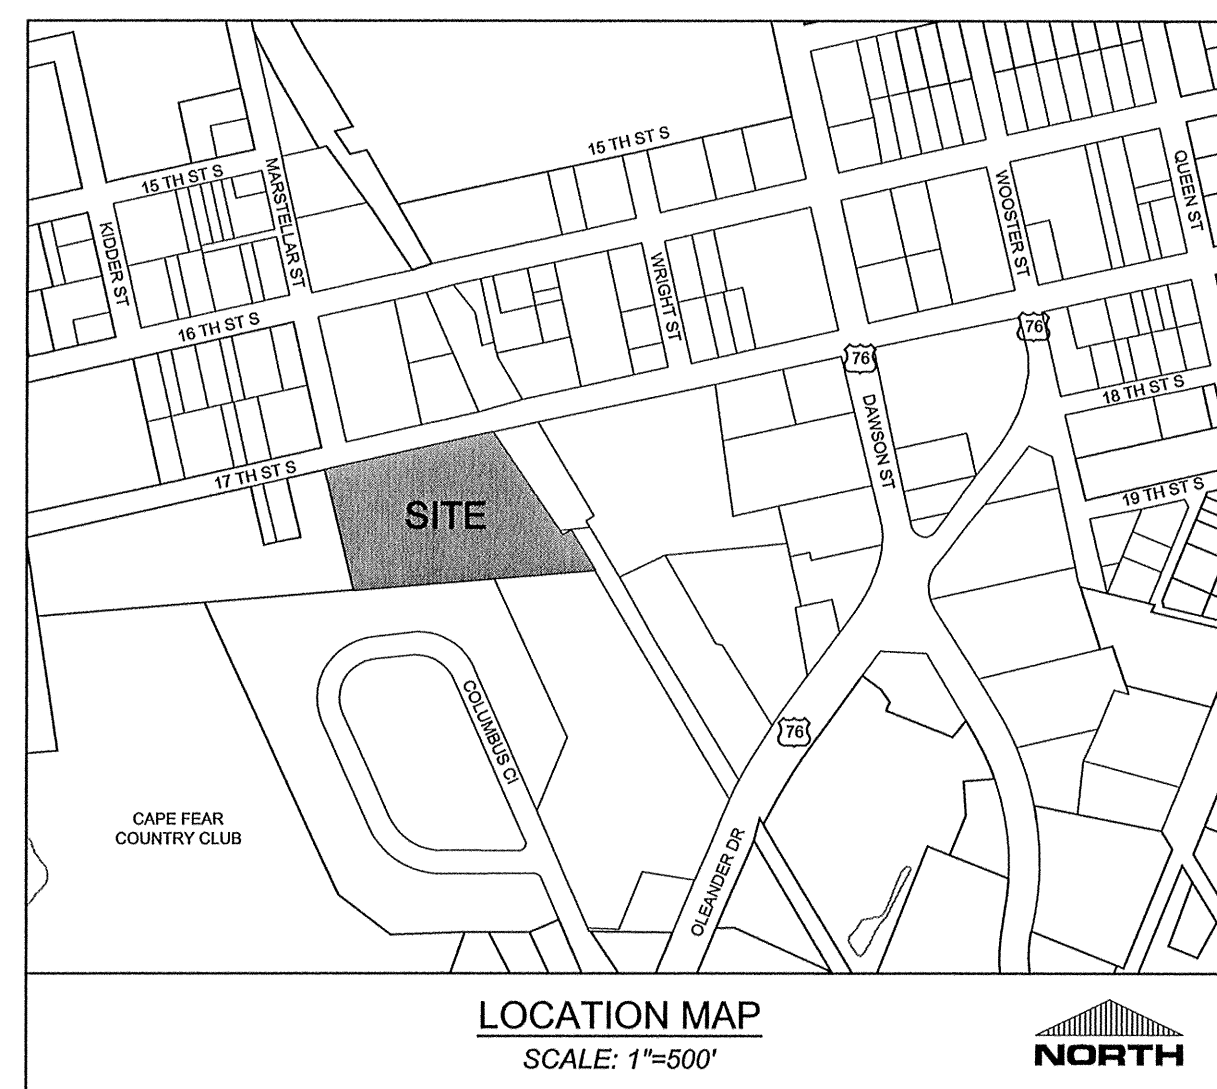 15 TH ST S
15 TH ST S
MARSTELLAR ST
KIDDER ST
16 TH ST S
WRIGHT ST
WOOSTER ST
QUEEN ST
76
76
18 TH ST S
DAWSON ST
17 TH ST S
19 TH ST S
SITE
COLUMBUS CI
76
CAPE FEAR
COUNTRY CLUB
OLEANDER DR
LOCATION MAP
SCALE: 1"=500'
NORTH